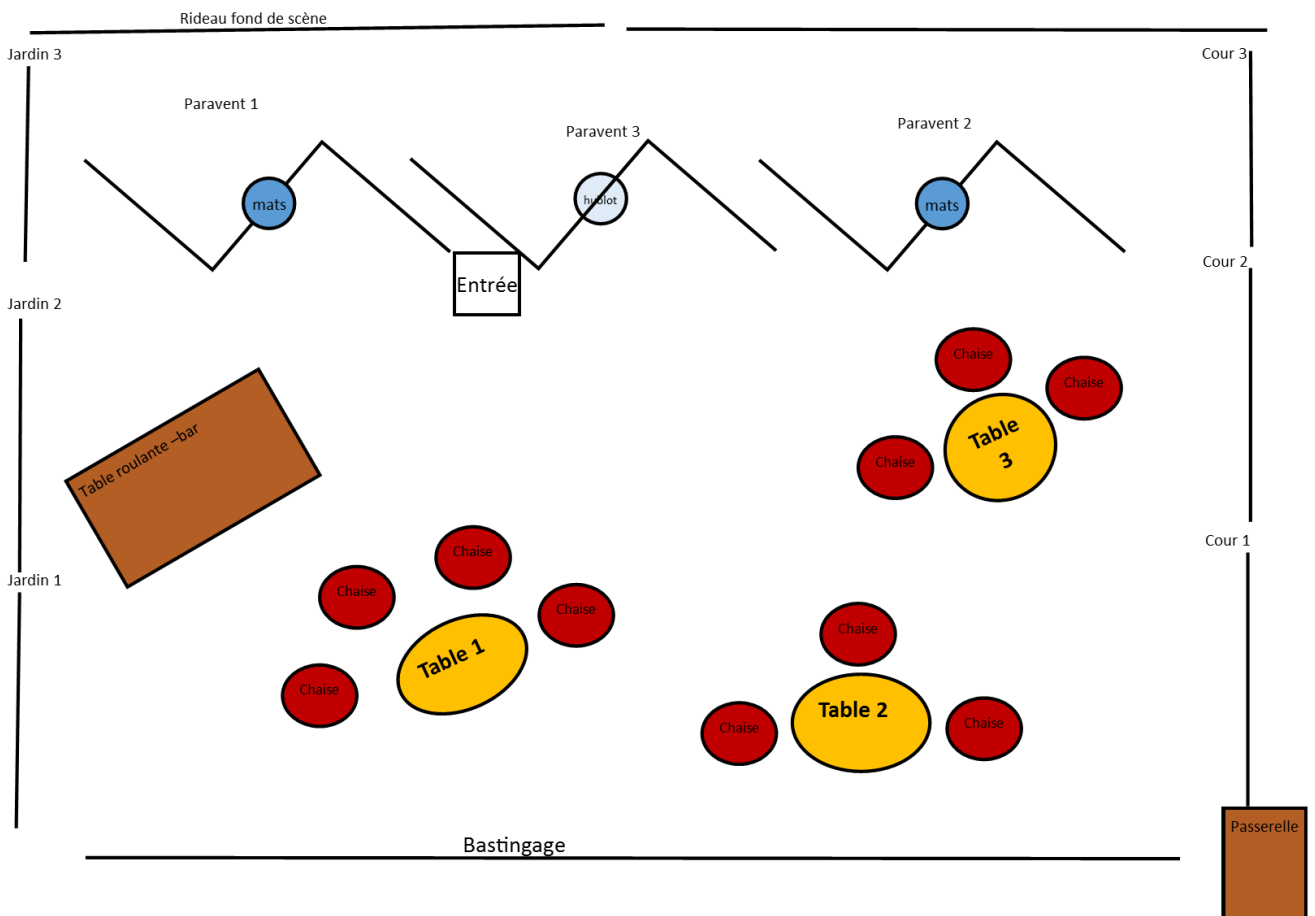 Rideau fond de scène
Jardin 3
Cour 3
Paravent 1
Paravent 3
Paravent 2
mats
hublot
mats
Entrée
Cour 2
Jardin 2
Chaise
Chaise
Table
3
Chaise
Table roulante –bar
Cour 1
Jardin 1
Chaise
Chaise
Chaise
Table 1
Chaise
Chaise
Table 2
Chaise
Chaise
Passerelle
Bastingage